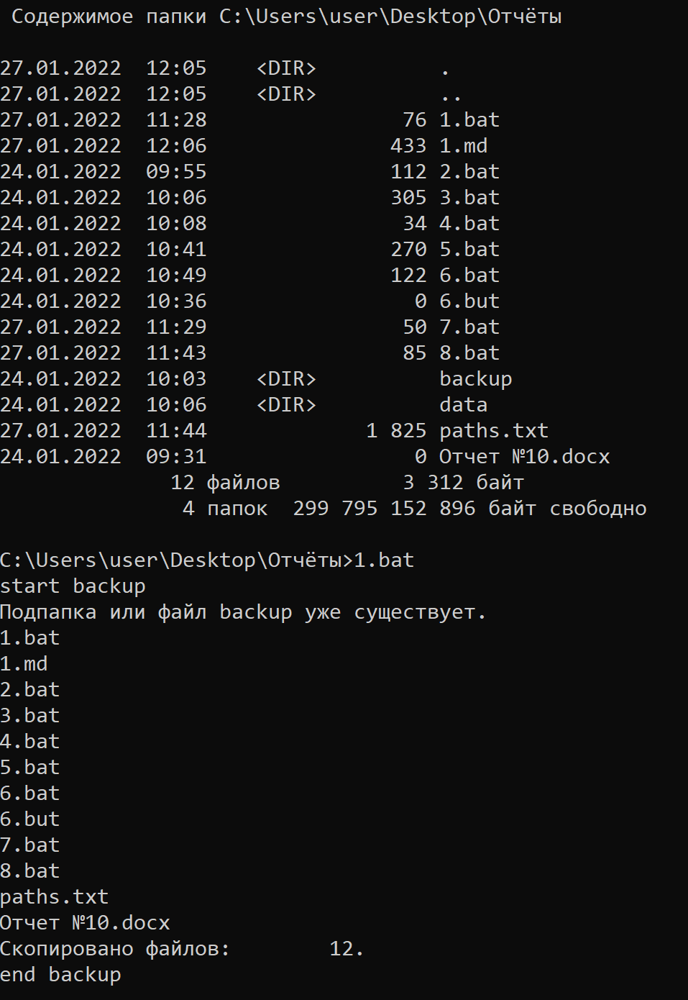 Содержимое папки C:\Users\user\Desktop\Отчёты
27.01.2022  12:05    <DIR>          .
27.01.2022  12:05    <DIR>          ..
27.01.2022  11:28                76 1.bat
27.01.2022  12:06               433 1.md
24.01.2022  09:55               112 2.bat
24.01.2022  10:06               305 3.bat
24.01.2022  10:08                34 4.bat
24.01.2022  10:41               270 5.bat
24.01.2022  10:49               122 6.bat
24.01.2022  10:36                 0 6.but
27.01.2022  11:29                50 7.bat
27.01.2022  11:43                85 8.bat
24.01.2022  10:03    <DIR>          backup
24.01.2022  10:06    <DIR>          data
27.01.2022  11:44             1 825 paths.txt
24.01.2022  09:31                 0 Отчет №10.docx
              12 файлов          3 312 байт
               4 папок  299 795 152 896 байт свободно
C:\Users\user\Desktop\Отчёты>1.bat
start backup
Подпапка или файл backup уже существует.
1.bat
1.md
2.bat
3.bat
4.bat
5.bat
6.bat
6.but
7.bat
8.bat
paths.txt
Отчет №10.docx
Скопировано файлов:        12.
end backup